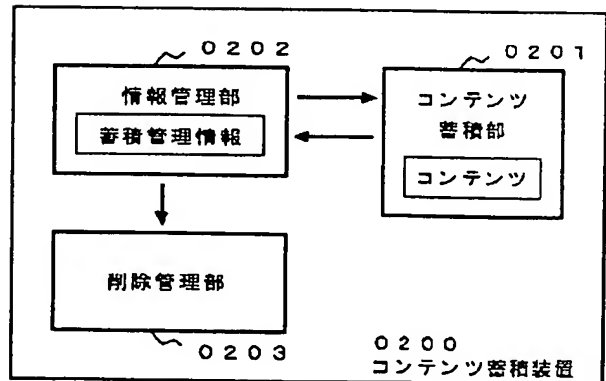 0202
情報管理部
蓄積管理情報
0201
コンテンツ
蓄積部
コンテンツ
削除管理部
0203
0200
コンテンツ蓄積装置